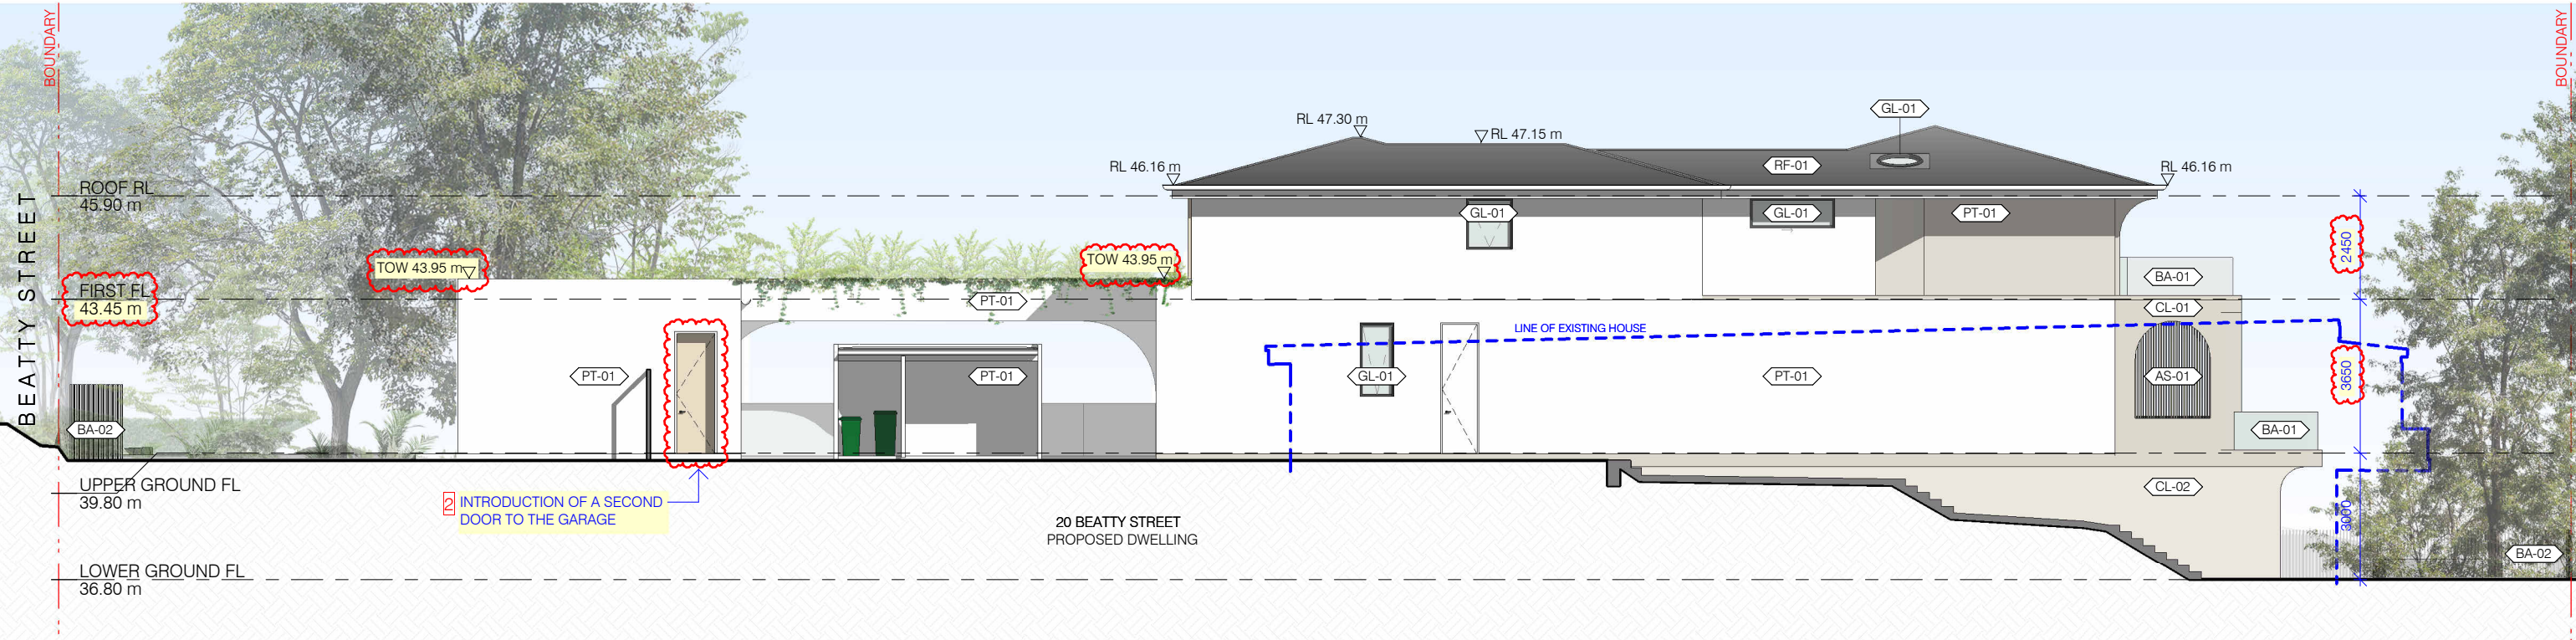 BOUNDARY
BOUNDARY
GL-01
RL 47.30 m
RL 47.15 m
RL 46.16 m
RF-01
RL 46.16 m
ROOF RL
45.90 m
GL-01
GL-01
PT-01
2450
TOW 43.95 m
TOW 43.95 m
BEATTY STREET
FIRST FL
43.45 m
PT-01
BA-01
CL-01
LINE OF EXISTING HOUSE
PT-01
PT-01
GL-01
PT-01
AS-01
3650
BA-02
BA-01
UPPER GROUND FL
39.80 m
2 INTRODUCTION OF A SECOND
DOOR TO THE GARAGE
CL-02
3000
20 BEATTY STREET
PROPOSED DWELLING
BA-02
LOWER GROUND FL
36.80 m